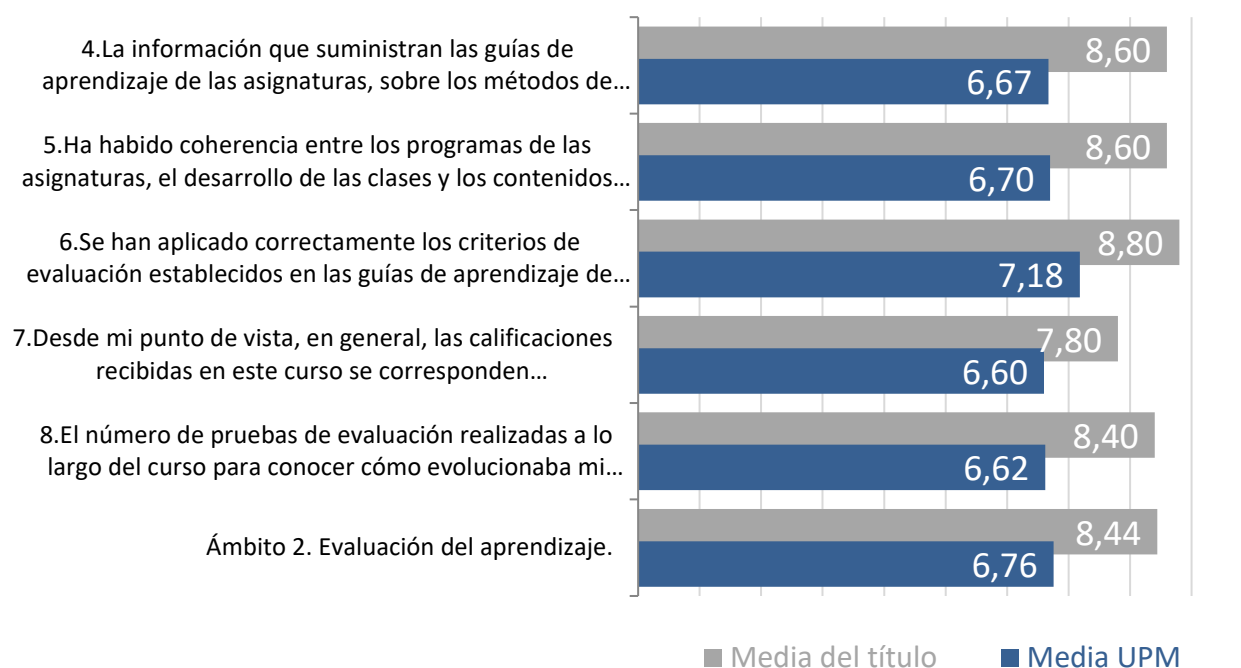 4.La información que suministran las guías de
aprendizaje de las asignaturas, sobre los métodos de...
8,60
6,67
5.Ha habido coherencia entre los programas de las
asignaturas, el desarrollo de las clases y los contenidos...
8,60
6,70
6.Se han aplicado correctamente los criterios de
evaluación establecidos en las guías de aprendizaje de...
8,80
7,18
7.Desde mi punto de vista, en general, las calificaciones
recibidas en este curso se corresponden...
7,80
6,60
8.El número de pruebas de evaluación realizadas a lo
largo del curso para conocer cómo evolucionaba mi...
8,40
6,62
Ámbito 2. Evaluación del aprendizaje.
8,44
6,76
Media del título
Media UPM